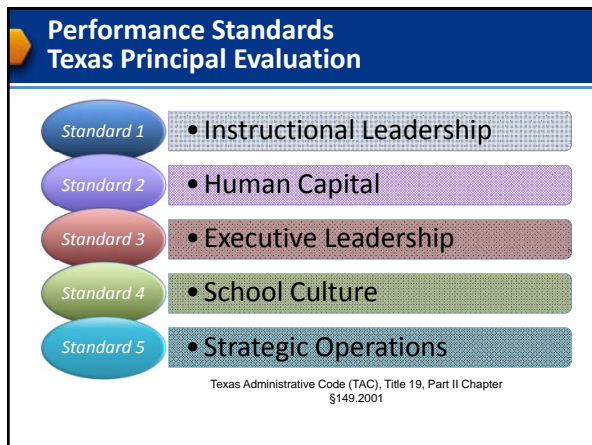 Performance Standards
Texas Principal Evaluation
Standard 1
• Instructional Leadership
Standard 2
• Human Capital
Standard 3
• Executive Leadership
Standard 4
• School Culture
Standard 5
• Strategic Operations
Texas Administrative Code (TAC), Title 19, Part II Chapter
§149.2001